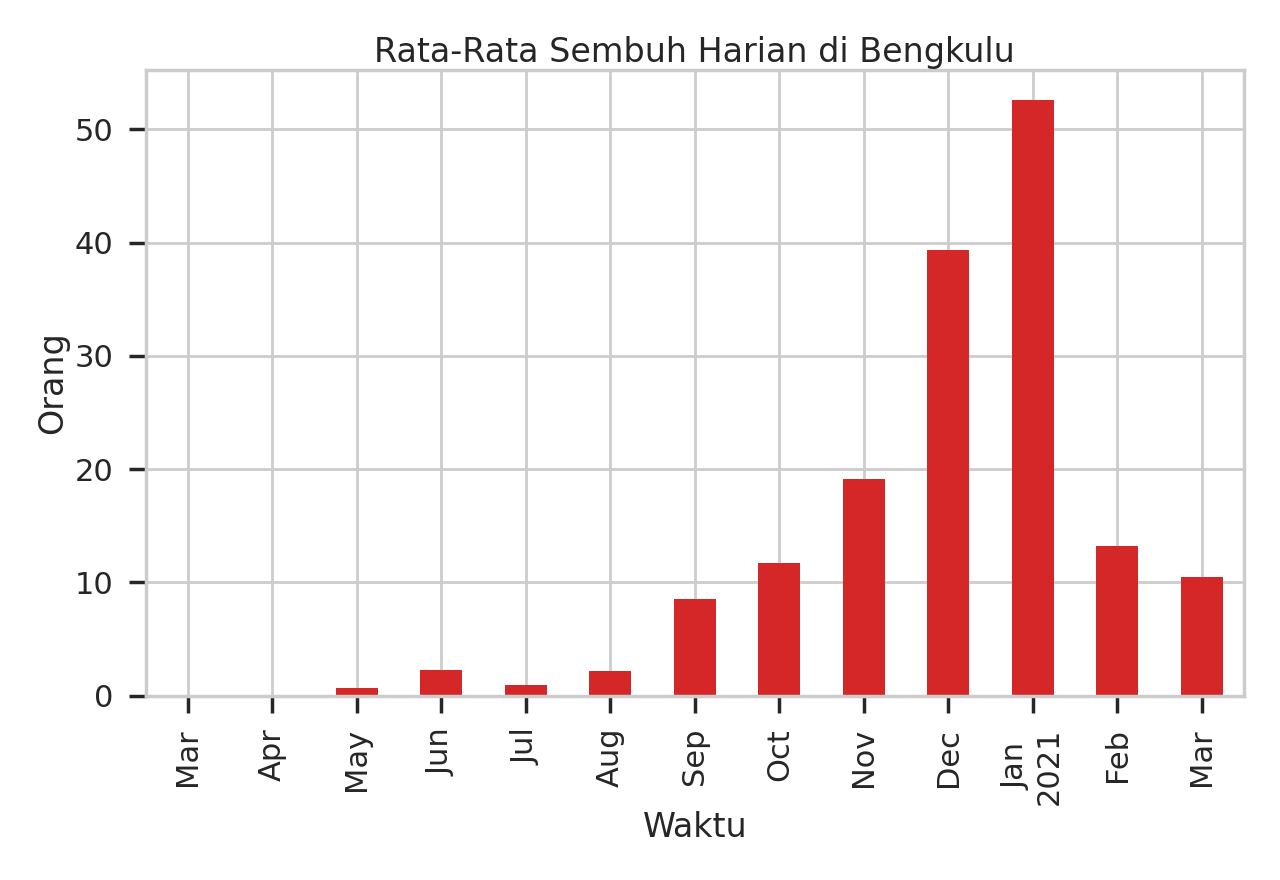 Rata-Rata Sembuh Harian di Bengkulu
50
40
30
20
10
0
Orang
Mar
Apr
May
Jun
Jul
Aug
Sep
Oct
Nov
Dec
Jan
2021
Feb
Mar
Waktu